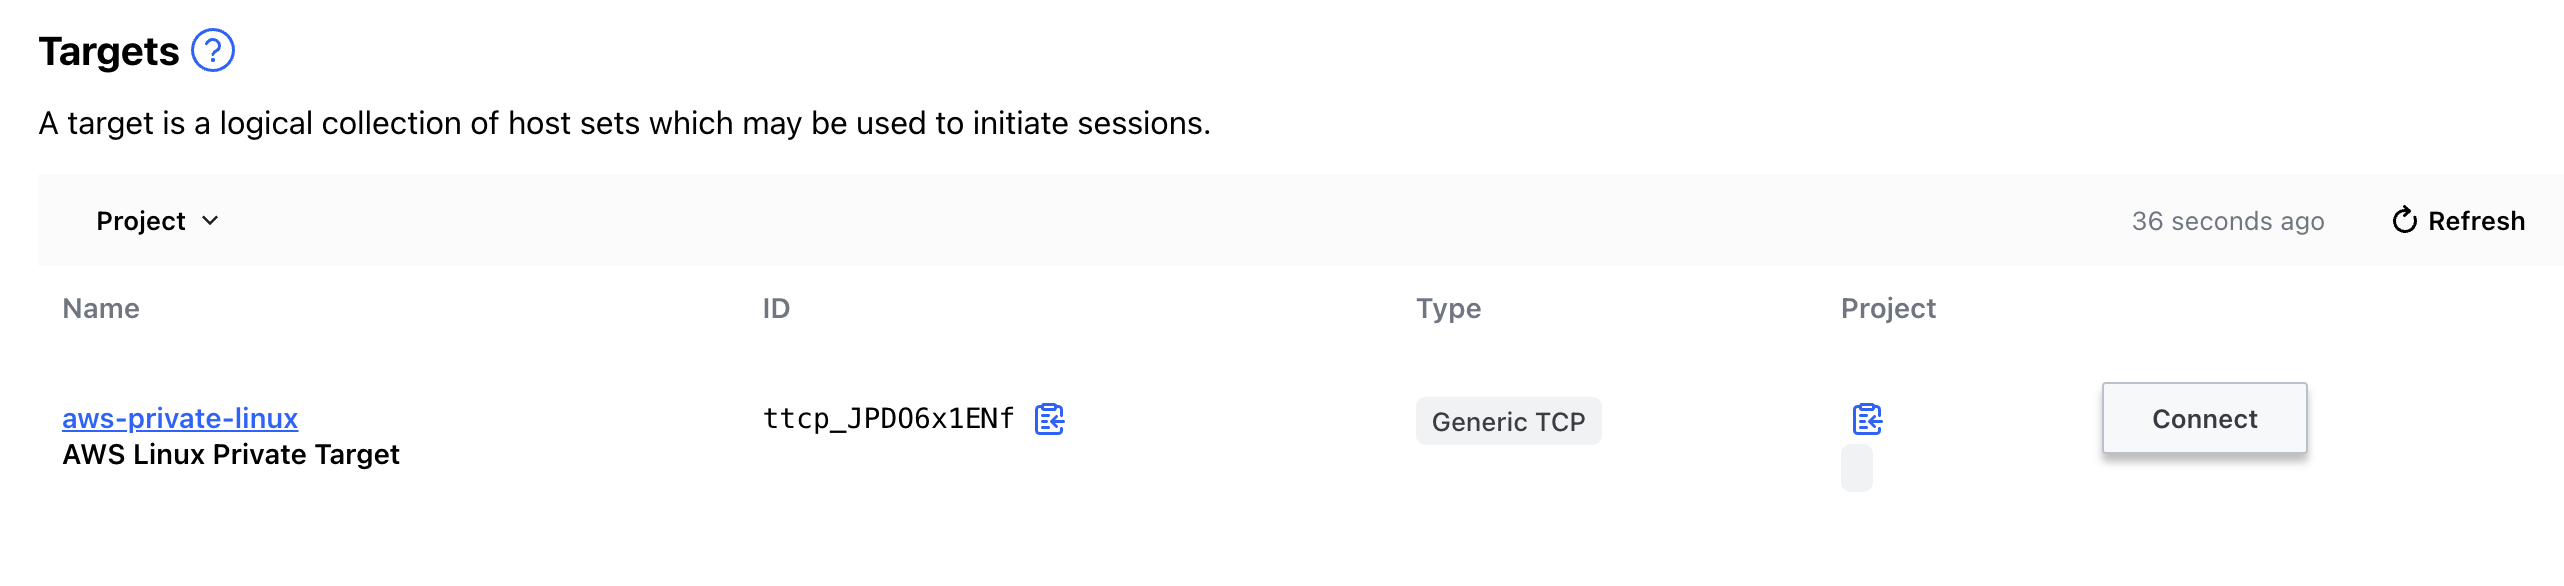 Targets ?
A target is a logical collection of host sets which may be used to initiate sessions.
Project 36 seconds ago Refresh
Name ID Type Project
aws-private-linux ttcp_JPDO6x1ENf Generic TCP Connect
AWS Linux Private Target